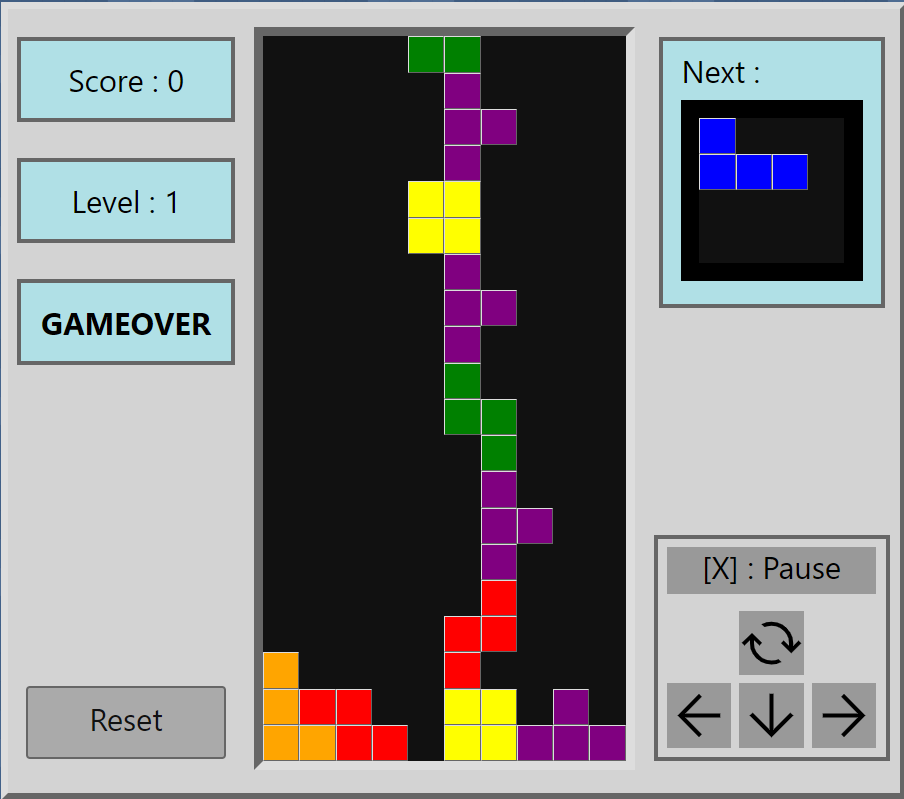 Score : 0
Level : 1
GAMEOVER
Reset
Next :
[X] : Pause